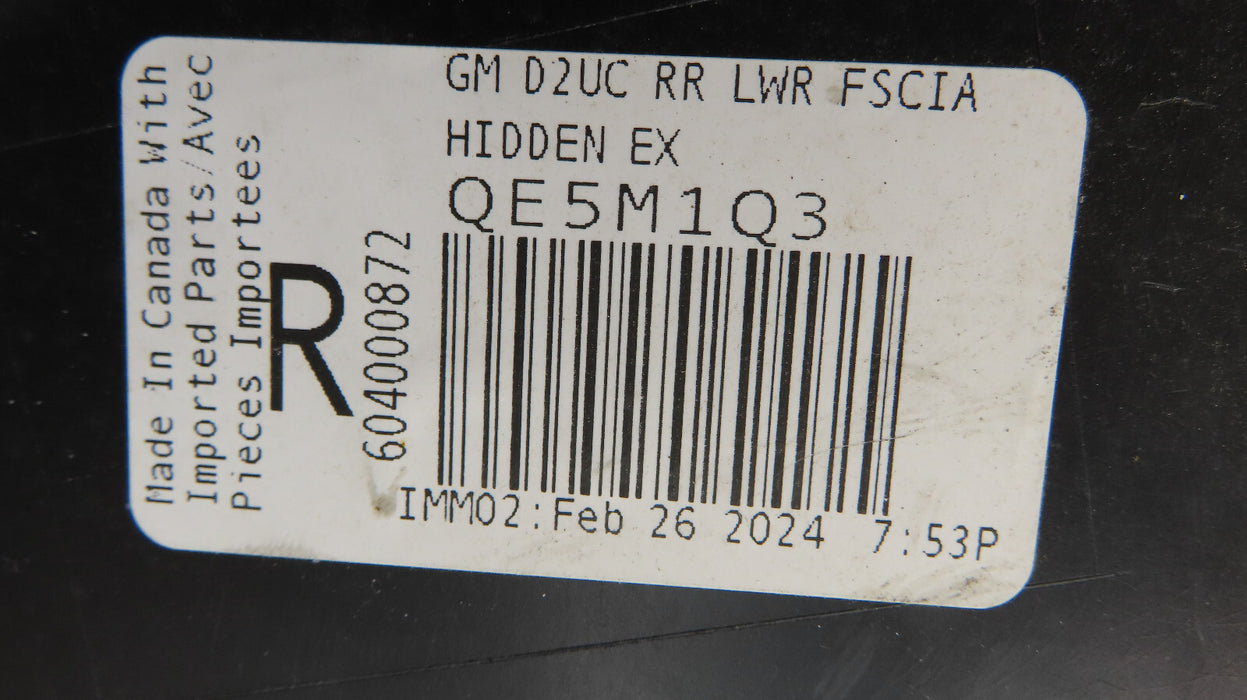 GM D2UC RR LWR FSCIA
HIDDEN EX
QE5M1Q3
IMM02:Feb 26 2024 7:53P
604000872
R
Made In Canada With
Imported Parts/Avec
Pieces Importees